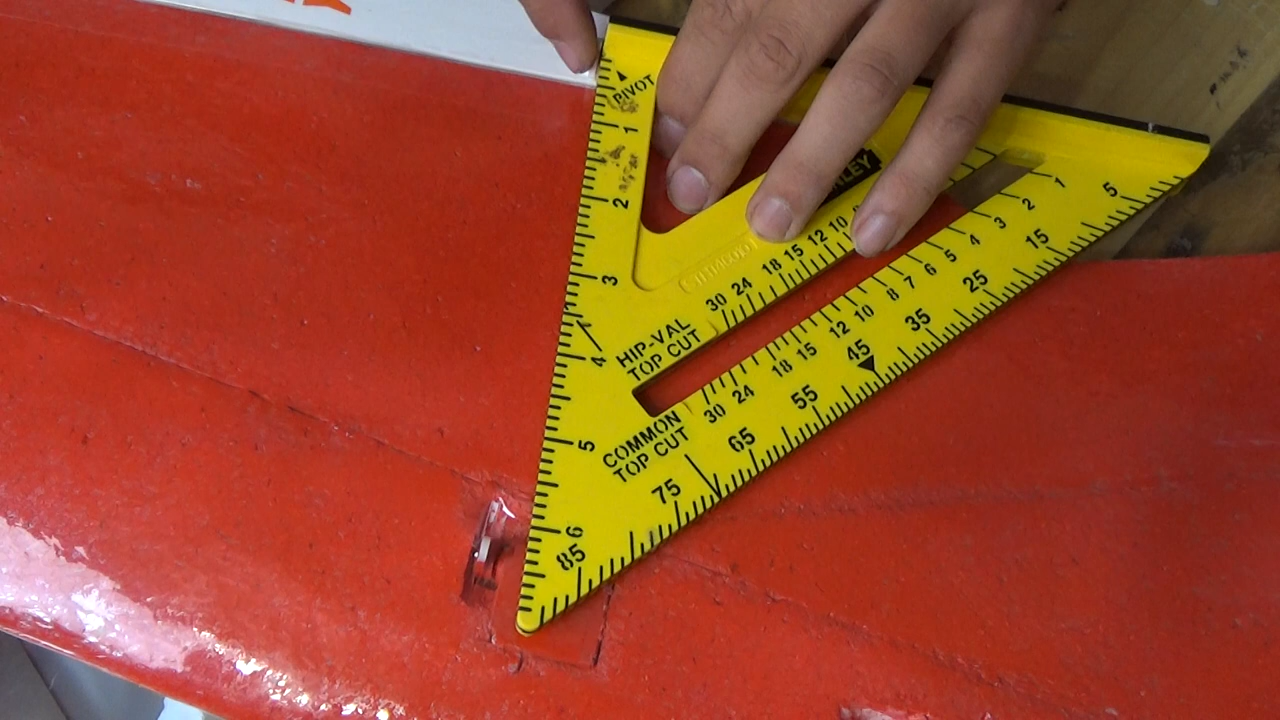 PIVOT
1
2
3
4
5
6
30 24 18 15 12 10
HIP-VAL
TOP CUT
COMMON
TOP CUT
30 24 18 15 12 10 8 7 6 5 4 3 2 1
85 75 65 55 45 35 25 15 5